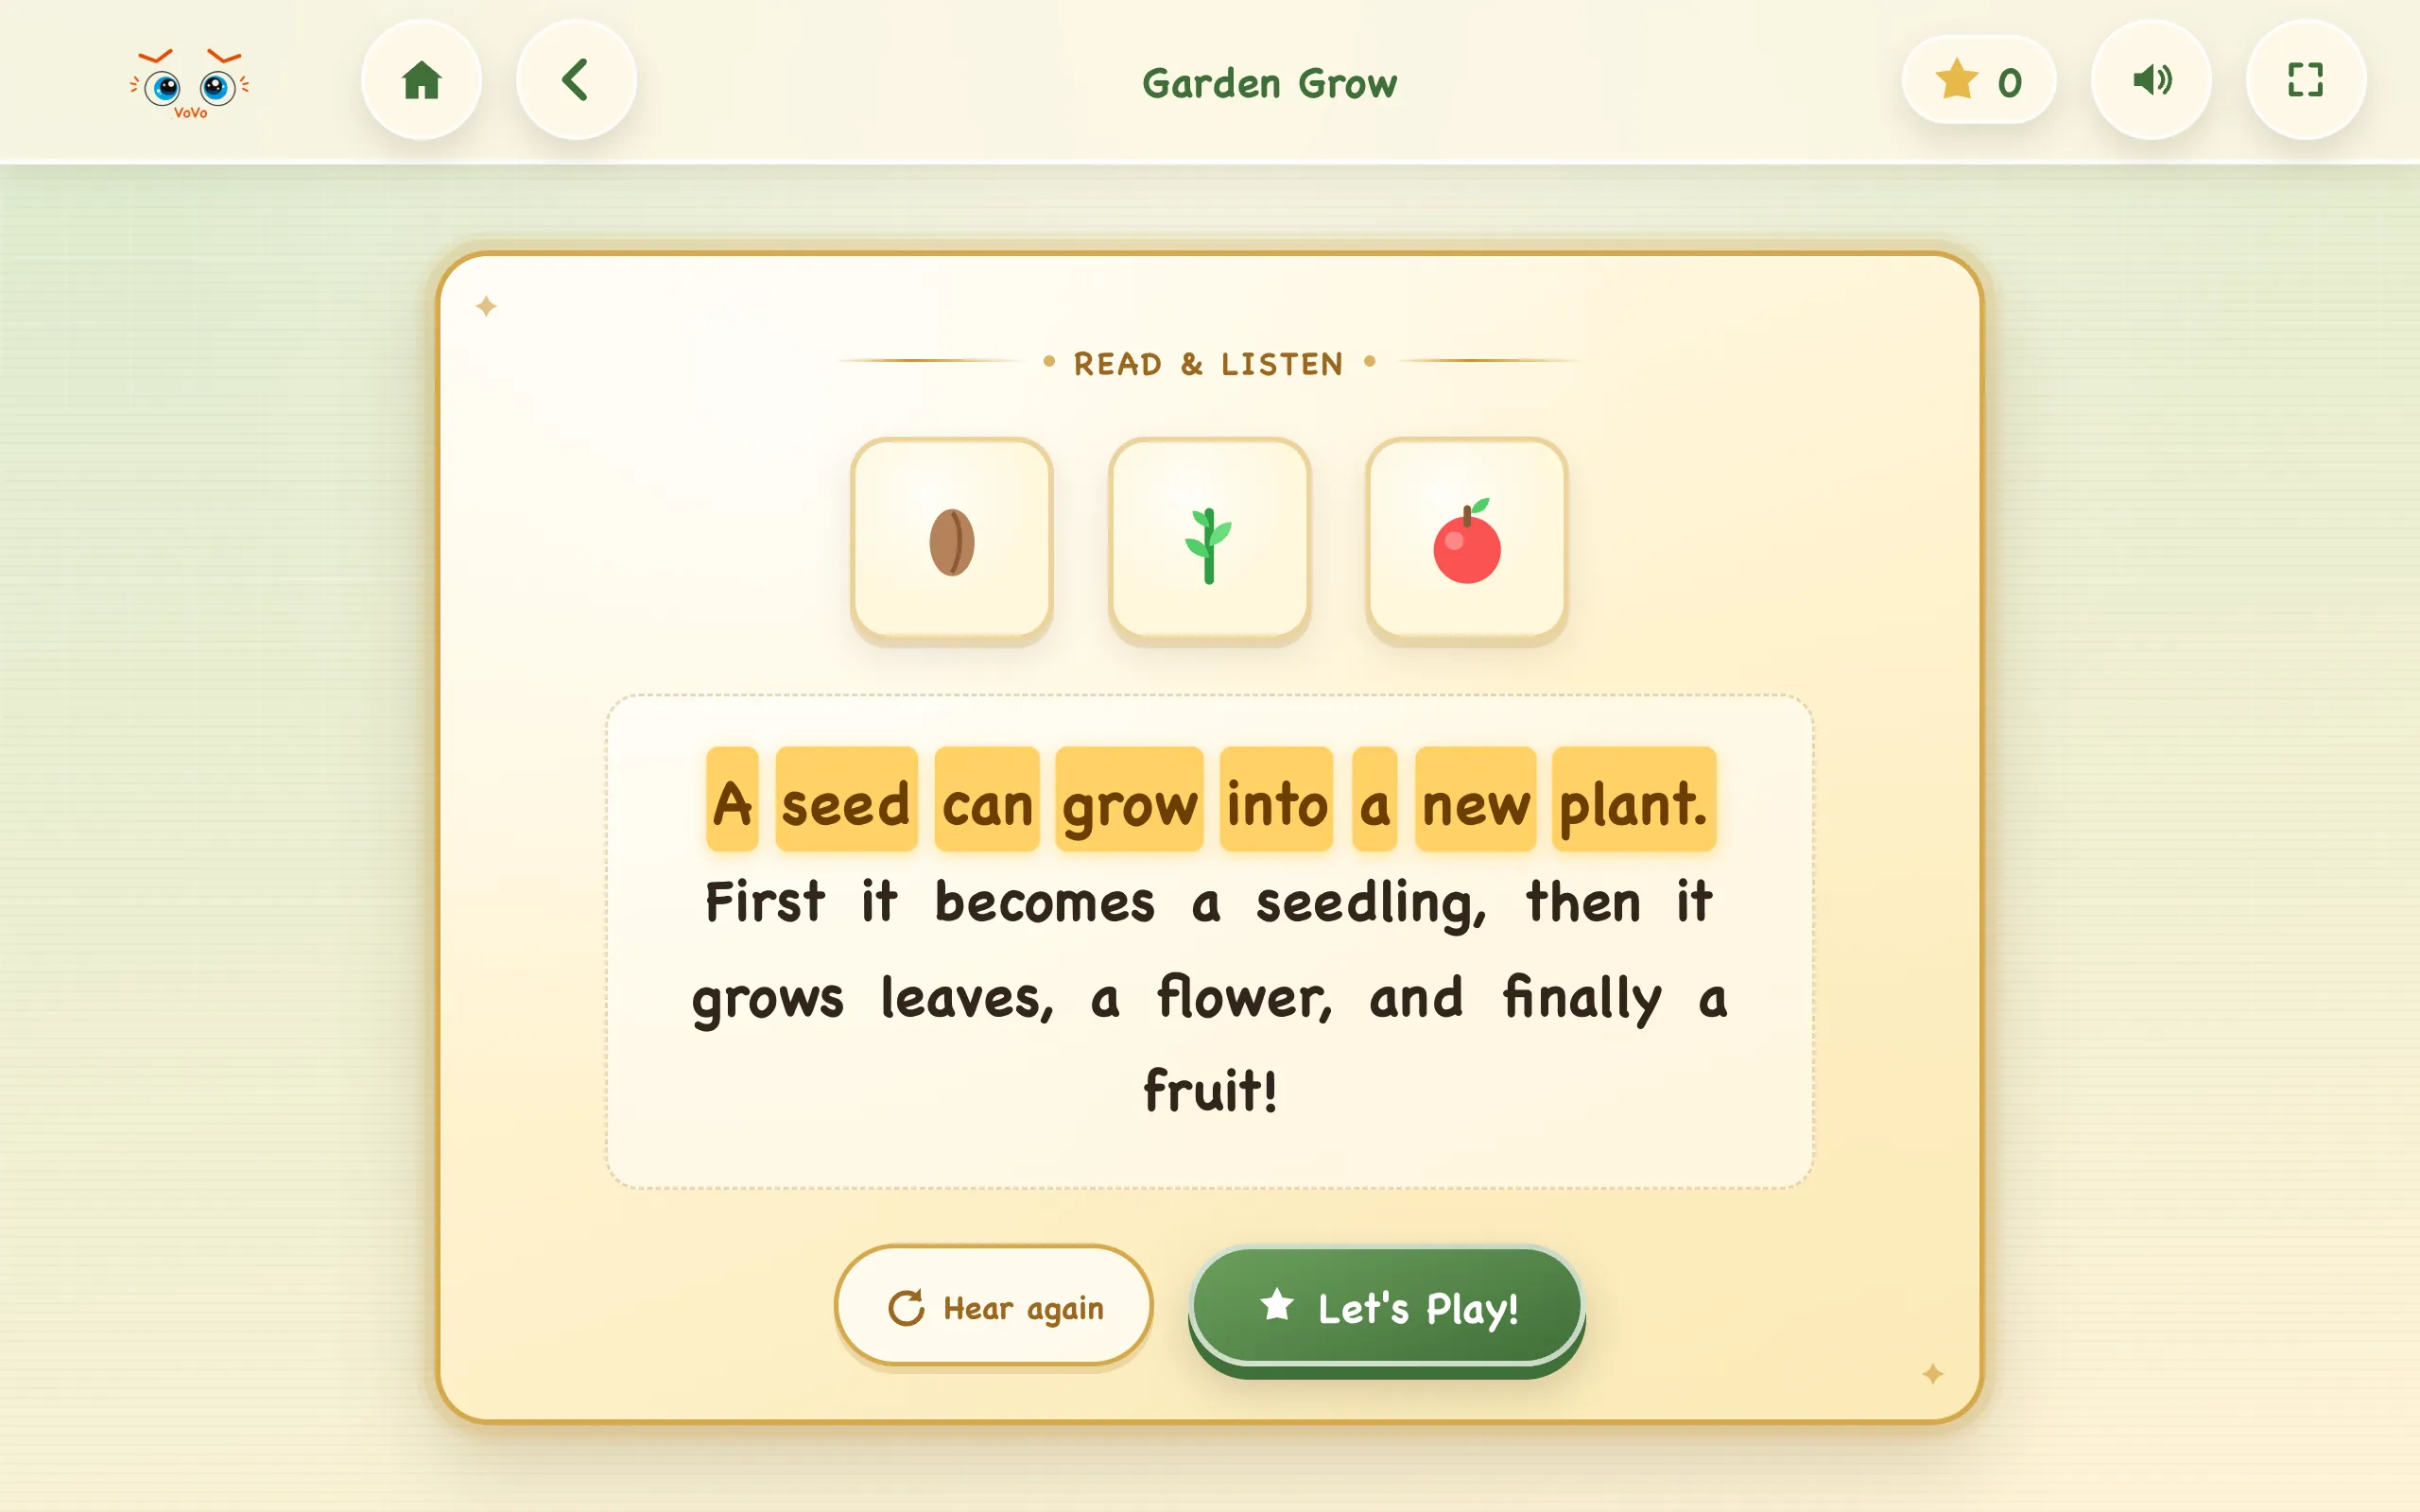 VoVo
Garden Grow
0
READ & LISTEN
A seed can grow into a new plant.
First it becomes a seedling, then it
grows leaves, a flower, and finally a
fruit!
Hear again
Let's Play!